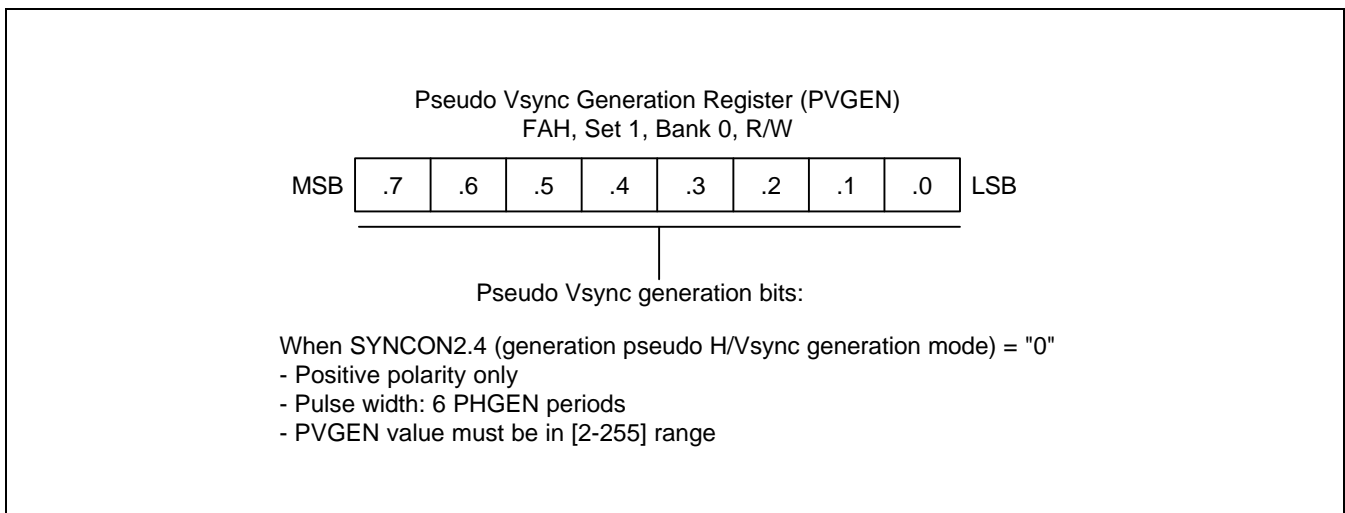 Pseudo Vsync Generation Register (PVGEN)
FAH, Set 1, Bank 0, R/W
MSB .7 .6 .5 .4 .3 .2 .1 .0 LSB
Pseudo Vsync generation bits:
When SYNCON2.4 (generation pseudo H/Vsync generation mode) = "0"
- Positive polarity only
- Pulse width: 6 PHGEN periods
- PVGEN value must be in [2-255] range